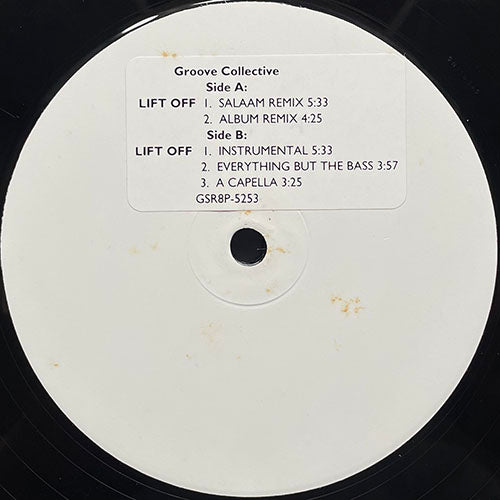 Groove Collective
Side A:
LIFT OFF 1. SALAAM REMIX 5:33
2. ALBUM REMIX 4:25
Side B:
LIFT OFF 1. INSTRUMENTAL 5:33
2. EVERYTHING BUT THE BASS 3:57
3. A CAPELLA 3:25
GSR8P-5253